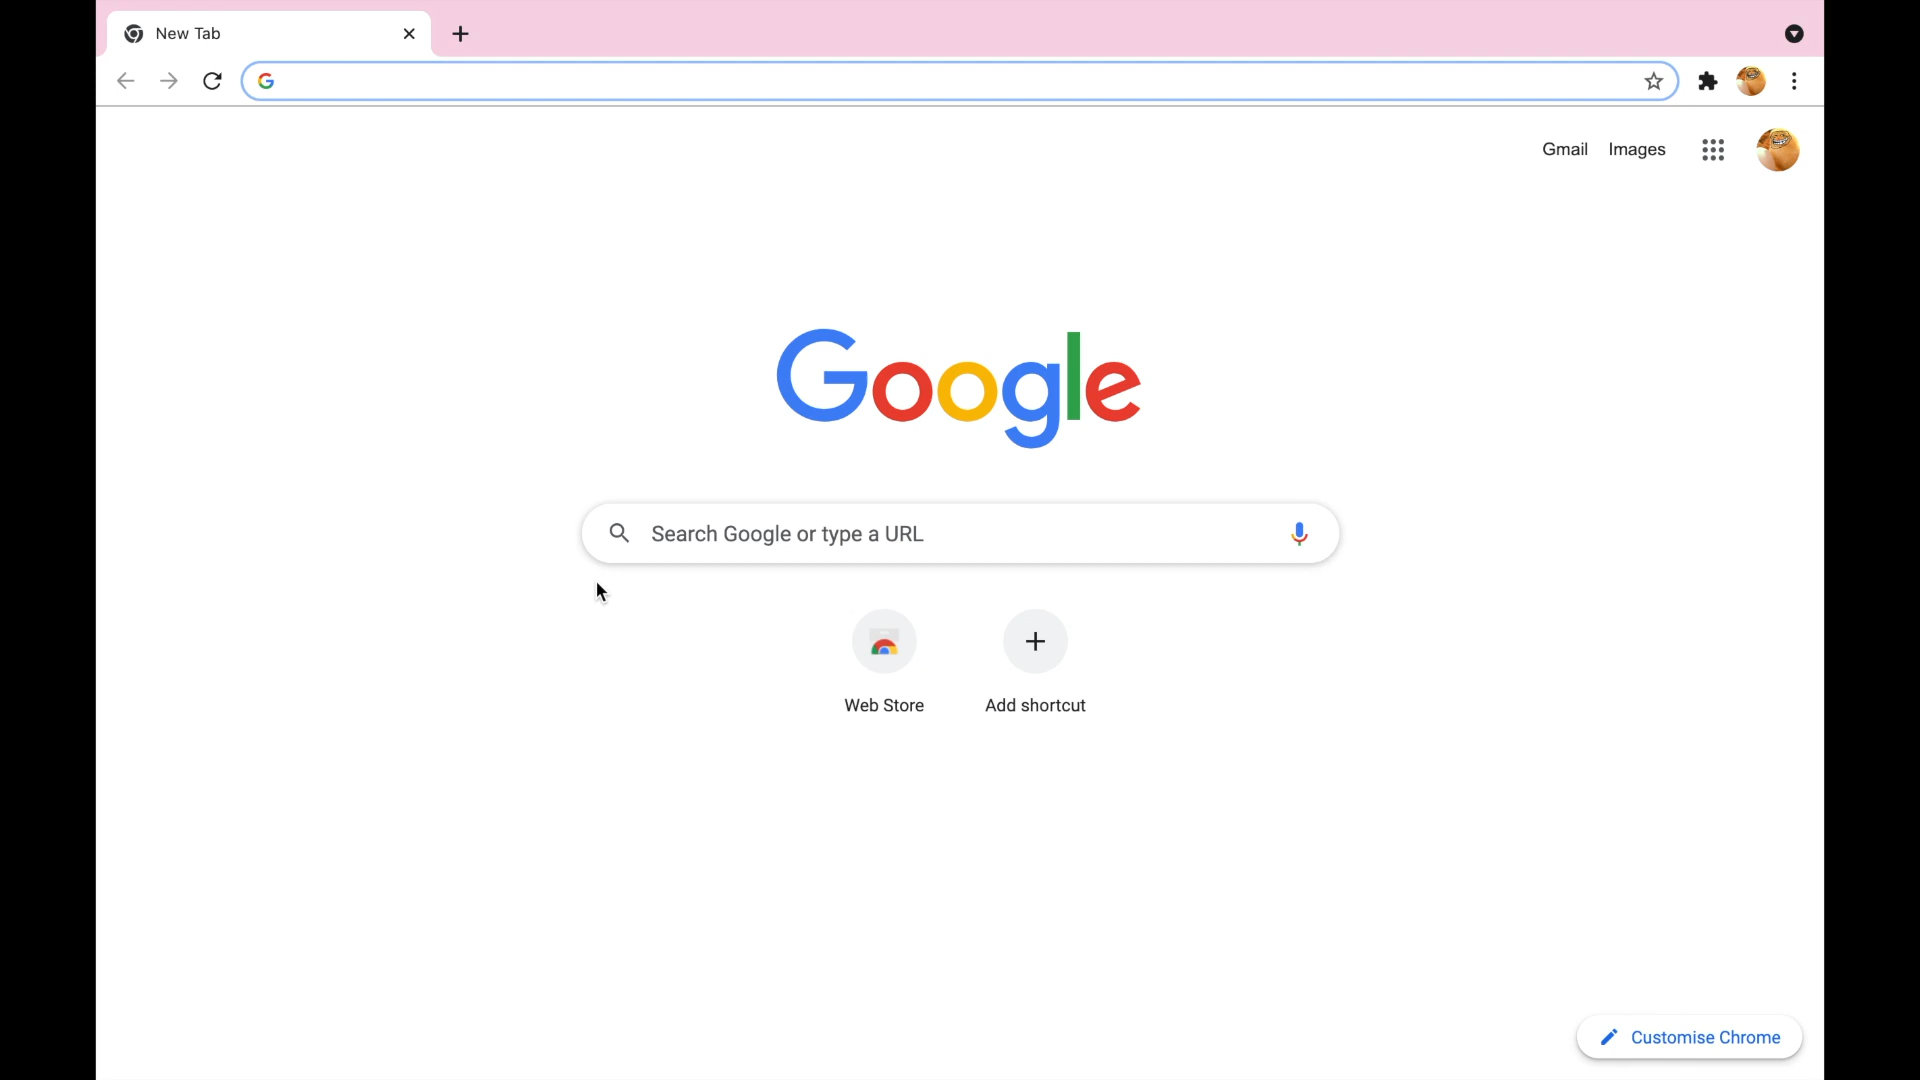 New Tab
Gmail Images
Google
Search Google or type a URL
Web Store Add shortcut
Customise Chrome